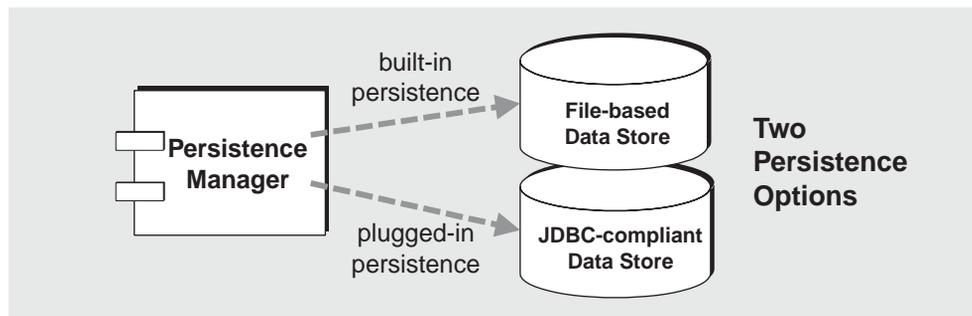 built-in
persistence
Persistence
Manager
plugged-in
persistence
File-based
Data Store
JDBC-compliant
Data Store
Two
Persistence
Options